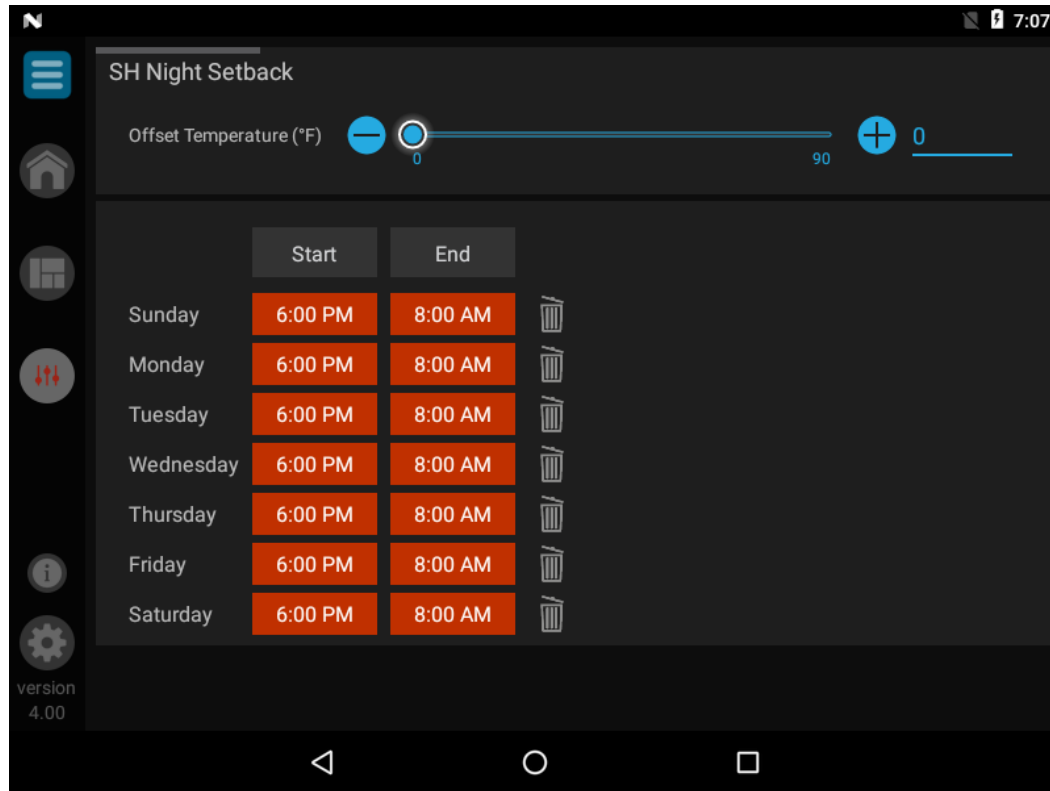 7:07
SH Night Setback
Offset Temperature (°F) 0
0 90
Start End
Sunday 6:00 PM 8:00 AM
Monday 6:00 PM 8:00 AM
Tuesday 6:00 PM 8:00 AM
Wednesday 6:00 PM 8:00 AM
Thursday 6:00 PM 8:00 AM
Friday 6:00 PM 8:00 AM
Saturday 6:00 PM 8:00 AM
version
4.00